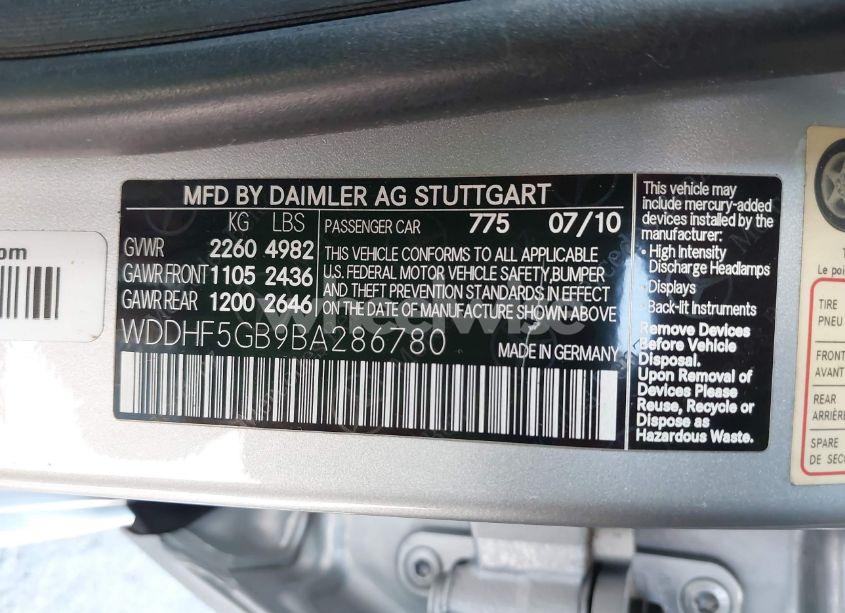 MFD BY DAIMLER AG STUTTGART
KG LBS
GVWR 2260 4982
GAWR FRONT 1105 2436
GAWR REAR 1200 2646
PASSENGER CAR 775 07/10
THIS VEHICLE CONFORMS TO ALL APPLICABLE
U.S. FEDERAL MOTOR VEHICLE SAFETY,BUMPER
AND THEFT PREVENTION STANDARDS IN EFFECT
ON THE DATE OF MANUFACTURE SHOWN ABOVE
WDDHF5GB9BA286780
MADE IN GERMANY
This vehicle may
include mercury-added
devices installed by the
manufacturer:
• High Intensity
Discharge Headlamps
• Displays
• Back-lit Instruments
Remove Devices
Before Vehicle
Disposal.
Upon Removal of
Devices Please
Reuse, Recycle or
Dispose as
Hazardous Waste.
om
Le poi
TIRE
PNEU
FRONT
AVANT
REAR
ARRIÈRE
SPARE
DE SECO